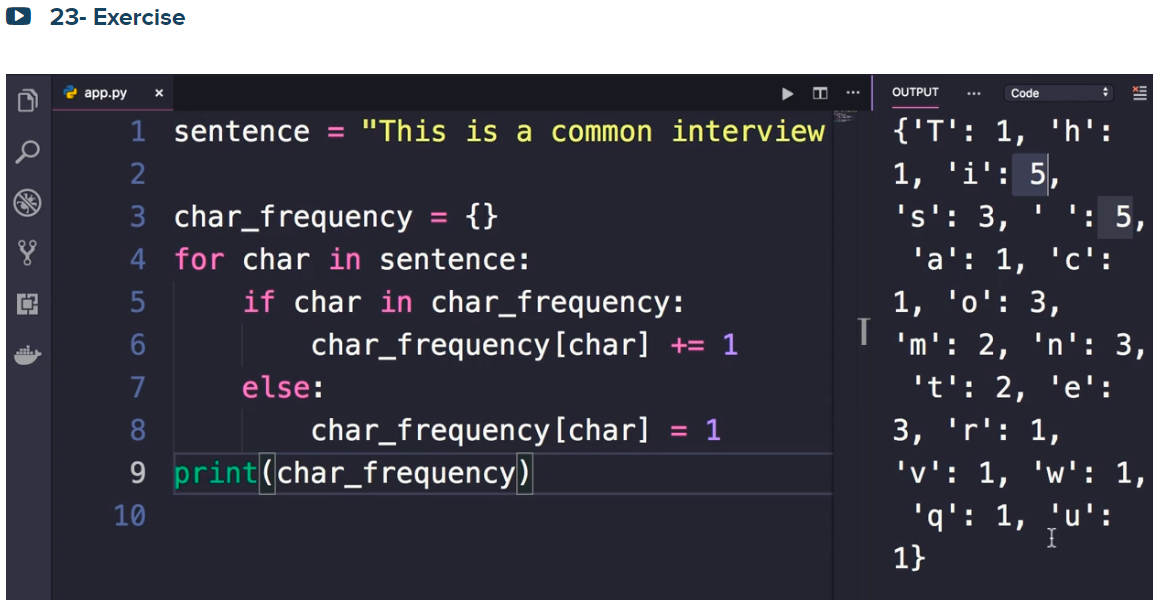 23- Exercise
app.py ×
1 sentence = "This is a common interview
2
3 char_frequency = {}
4 for char in sentence:
5 if char in char_frequency:
6 char_frequency[char] += 1
7 else:
8 char_frequency[char] = 1
9 print(char_frequency)
10
OUTPUT ... Code
{'T': 1, 'h':
1, 'i': 5,
's': 3, ' ': 5,
'a': 1, 'c':
1, 'o': 3,
'm': 2, 'n': 3,
't': 2, 'e':
3, 'r': 1,
'v': 1, 'w': 1,
'q': 1, 'u':
1}